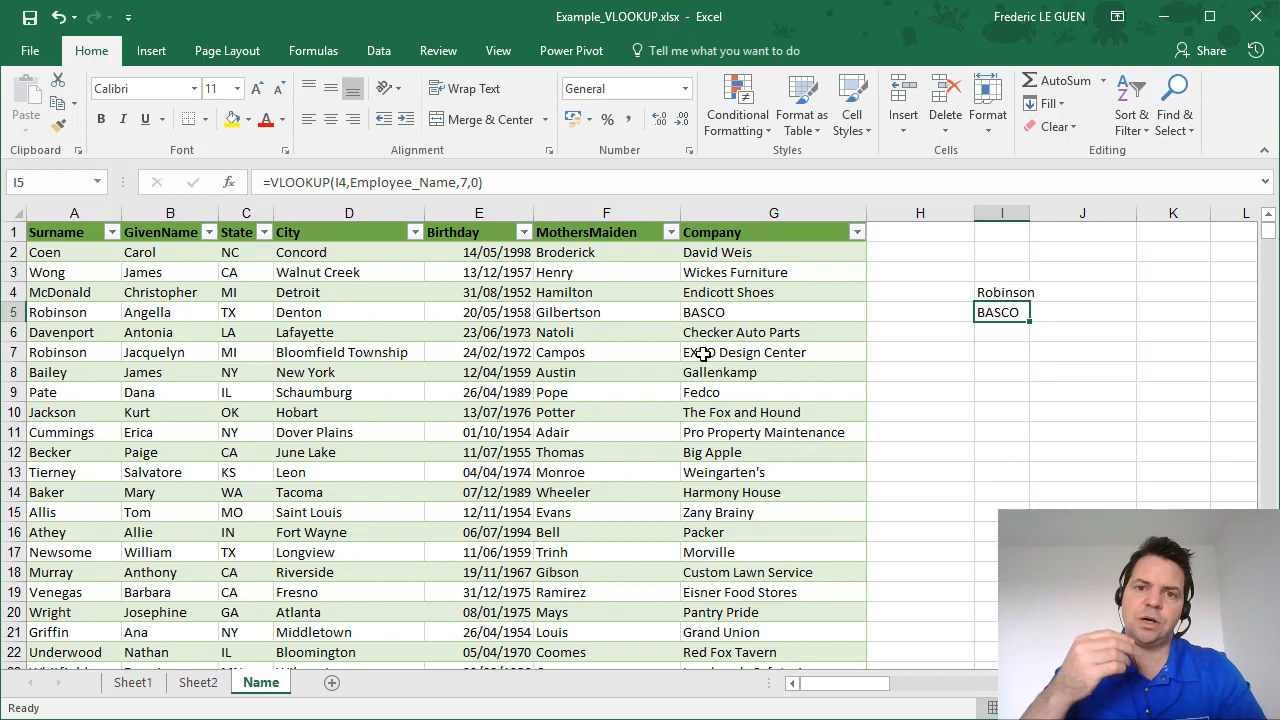 Example_VLOOKUP.xlsx - Excel
Frederic LE GUEN
File Home Insert Page Layout Formulas Data Review View Power Pivot Tell me what you want to do Share
Paste Calibri 11 A A Wrap Text General Conditional Formatting Format as Table Cell Styles Insert Delete Format AutoSum Fill Clear Sort & Filter Find & Select
B I U A Merge & Center %
Clipboard Font Alignment Number Styles Cells Editing
I5 fx =VLOOKUP(I4,Employee_Name,7,0)
A B C D E F G H I J K L
1 Surname GivenName State City Birthday MothersMaiden Company
2 Coen Carol NC Concord 14/05/1998 Broderick David Weis
3 Wong James CA Walnut Creek 13/12/1957 Henry Wickes Furniture
4 McDonald Christopher MI Detroit 31/08/1952 Hamilton Endicott Shoes Robinson
5 Robinson Angella TX Denton 20/05/1958 Gilbertson BASCO BASCO
6 Davenport Antonia LA Lafayette 23/06/1973 Natoli Checker Auto Parts
7 Robinson Jacquelyn MI Bloomfield Township 24/02/1972 Campos Design Center
8 Bailey James NY New York 12/04/1959 Austin Gallenkamp
9 Pate Dana IL Schaumburg 26/04/1989 Pope Fedco
10 Jackson Kurt OK Hobart 13/07/1976 Potter The Fox and Hound
11 Cummings Erica NY Dover Plains 01/10/1954 Adair Pro Property Maintenance
12 Becker Paige CA June Lake 11/07/1955 Thomas Big Apple
13 Tierney Salvatore KS Leon 04/04/1974 Monroe Weingarten's
14 Baker Mary WA Tacoma 07/12/1989 Wheeler Harmony House
15 Allis Tom MO Saint Louis 12/11/1954 Evans Zany Brainy
16 Athey Allie IN Fort Wayne 06/07/1994 Bell Packer
17 Newsome William TX Longview 11/06/1959 Trinh Morville
18 Murray Anthony CA Riverside 19/11/1967 Gibson Custom Lawn Service
19 Venegas Barbara CA Fresno 31/12/1975 Ramirez Eisner Food Stores
20 Wright Josephine GA Atlanta 08/01/1975 Mays Pantry Pride
21 Griffin Ana NY Middletown 26/04/1954 Louis Grand Union
22 Underwood Nathan IL Bloomington 05/04/1970 Coomes Red Fox Tavern
Sheet1 Sheet2 Name
Ready